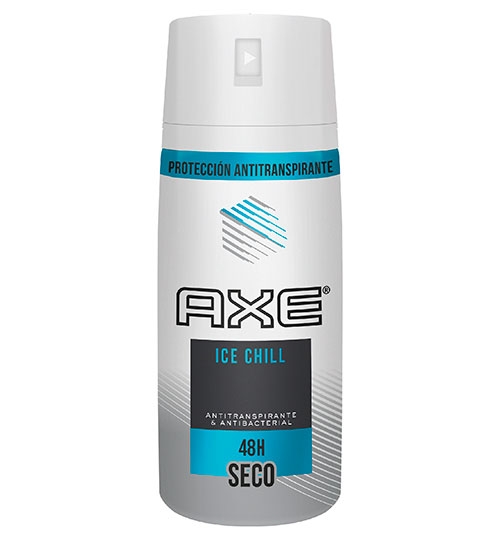 PROTECCIÓN ANTITRANSPIRANTE
AXE®
ICE CHILL
ANTITRANSPIRANTE
& ANTIBACTERIAL
48H
SECO